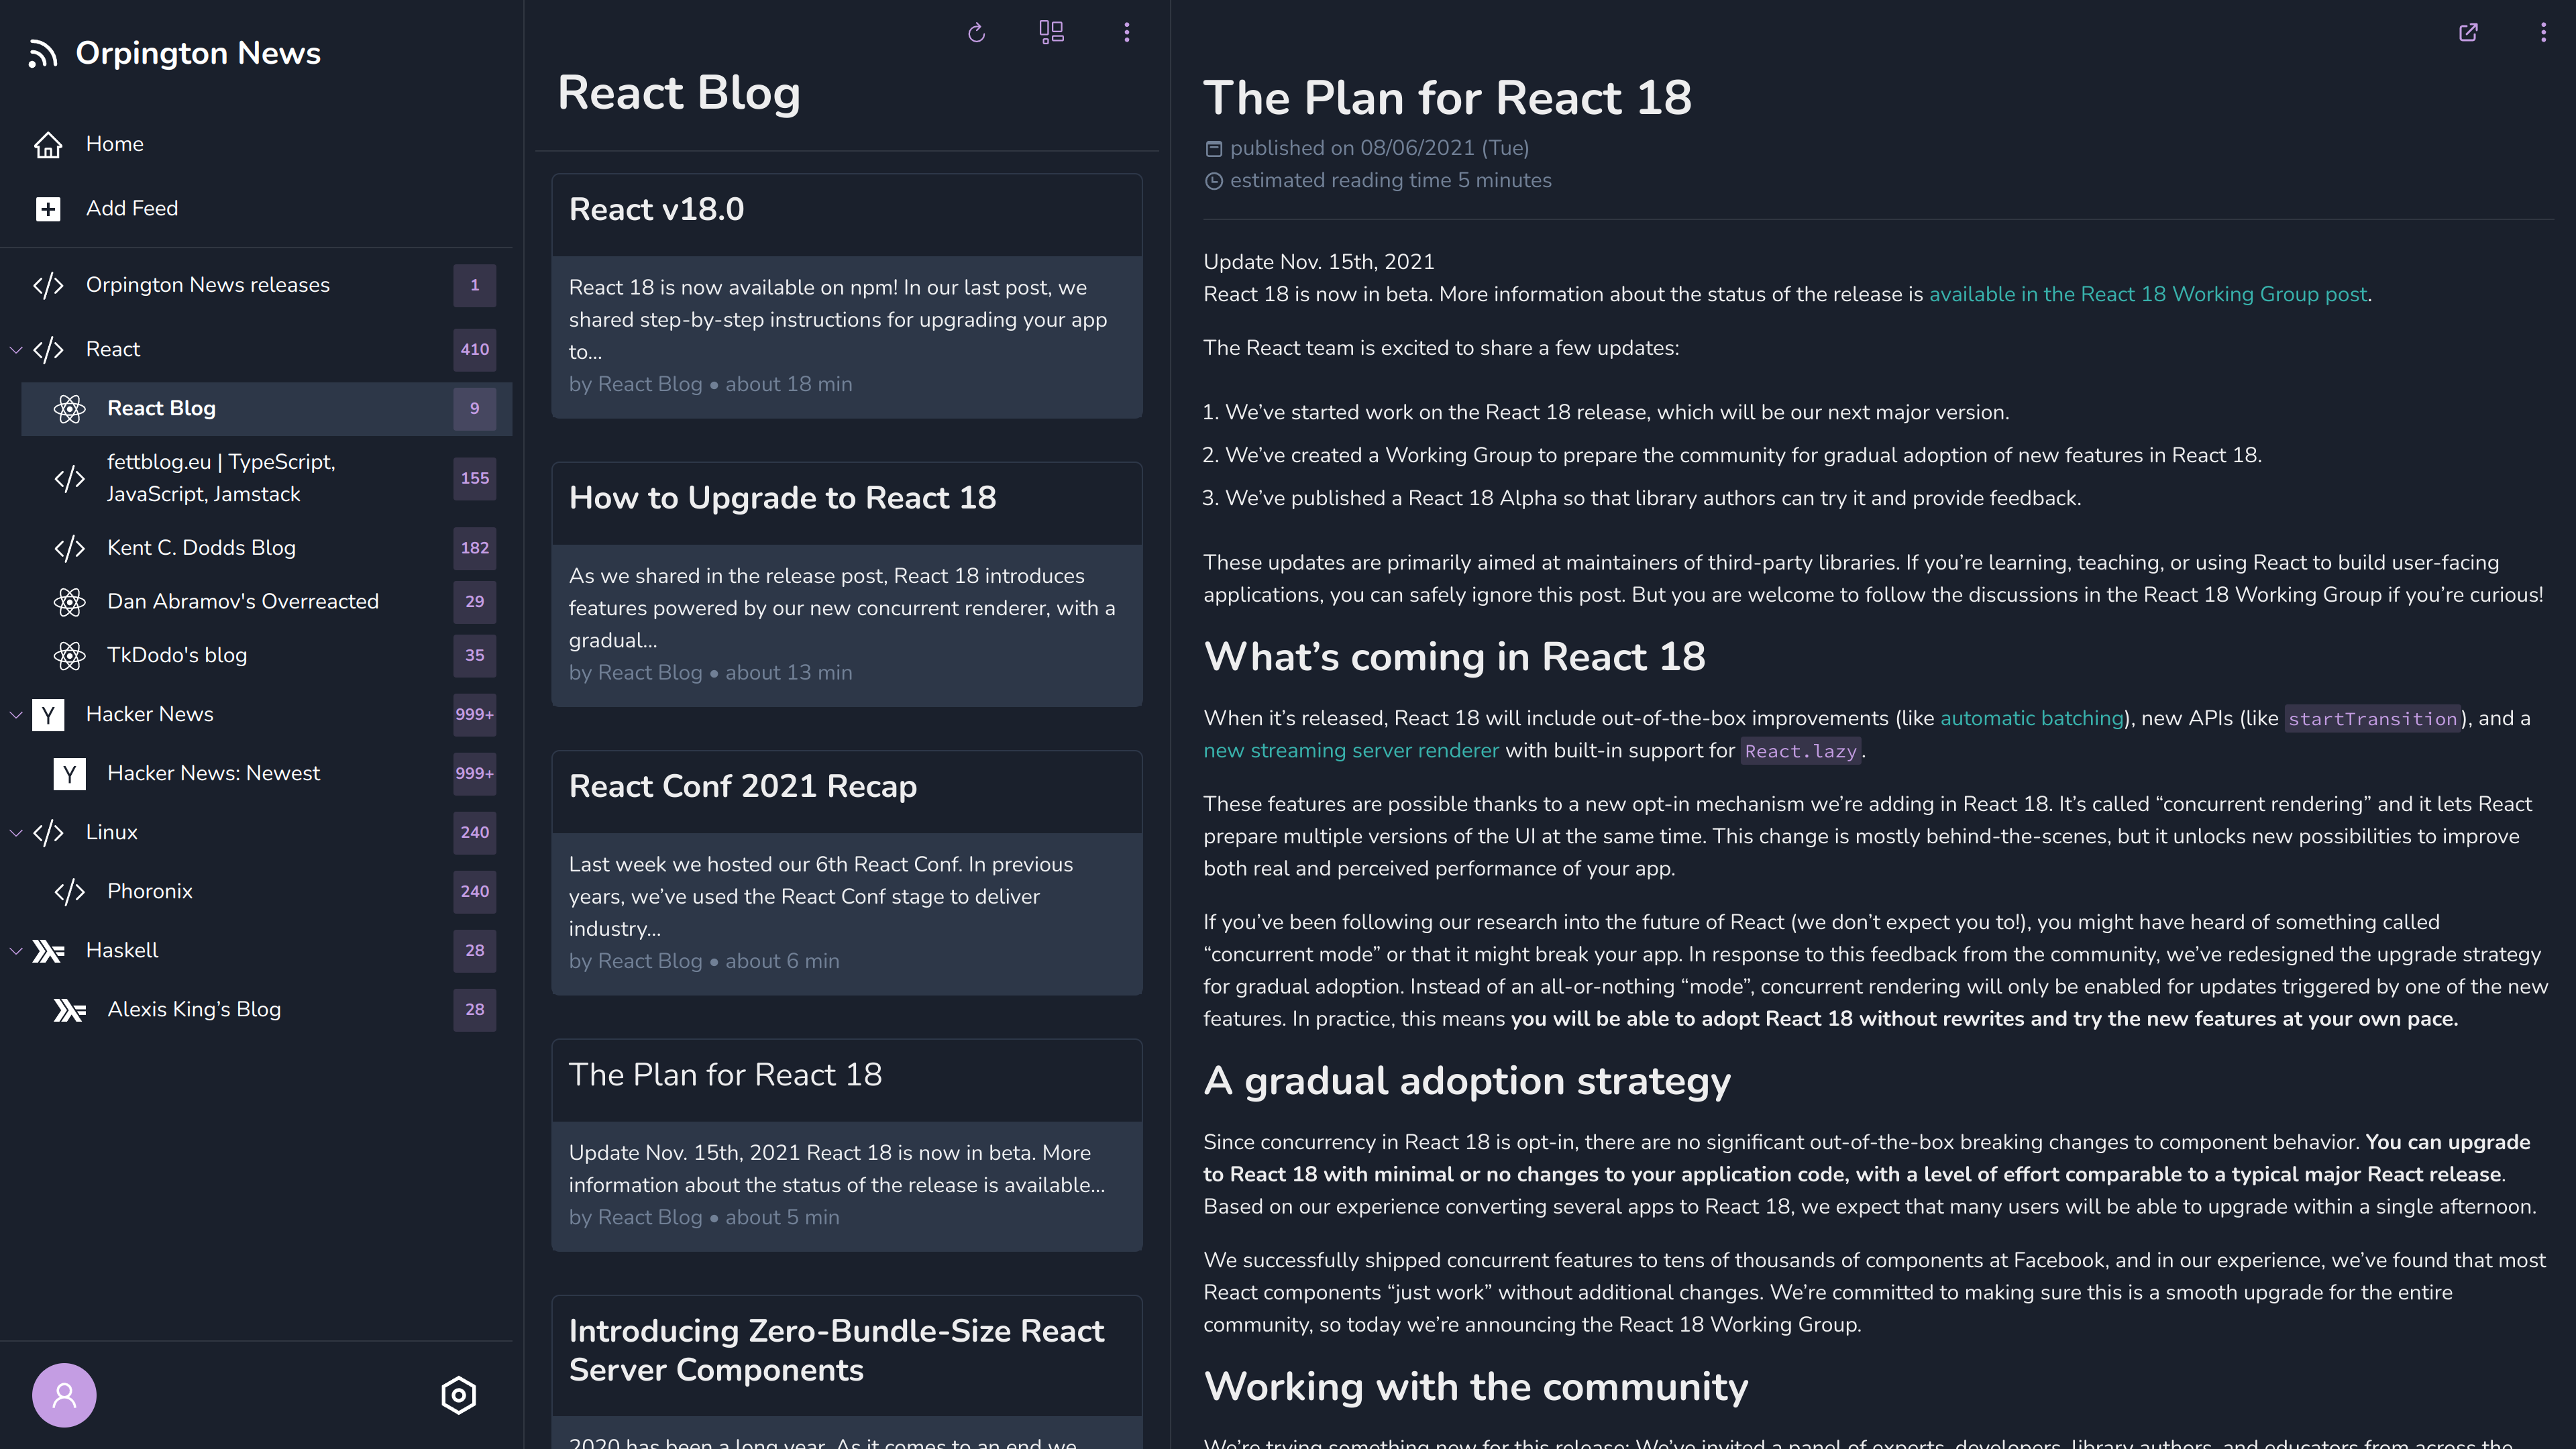 Orpington News
Home
Add Feed
Orpington News releases
1
React
410
React Blog
9
fettblog.eu | TypeScript,
JavaScript, Jamstack
155
Kent C. Dodds Blog
182
Dan Abramov's Overreacted
29
TkDodo's blog
35
Y
Hacker News
999+
Y
Hacker News: Newest
999+
Linux
240
Phoronix
240
Haskell
28
Alexis King’s Blog
28
React Blog
React v18.0
React 18 is now available on npm! In our last post, we
shared step-by-step instructions for upgrading your app
to...
by React Blog • about 18 min
How to Upgrade to React 18
As we shared in the release post, React 18 introduces
features powered by our new concurrent renderer, with a
gradual...
by React Blog • about 13 min
React Conf 2021 Recap
Last week we hosted our 6th React Conf. In previous
years, we’ve used the React Conf stage to deliver
industry...
by React Blog • about 6 min
The Plan for React 18
Update Nov. 15th, 2021 React 18 is now in beta. More
information about the status of the release is available...
by React Blog • about 5 min
Introducing Zero-Bundle-Size React
Server Components
2020 has been a long year. As it comes to an end we
The Plan for React 18
published on 08/06/2021 (Tue)
estimated reading time 5 minutes
Update Nov. 15th, 2021
React 18 is now in beta. More information about the status of the release is available in the React 18 Working Group post.
The React team is excited to share a few updates:
1. We’ve started work on the React 18 release, which will be our next major version.
2. We’ve created a Working Group to prepare the community for gradual adoption of new features in React 18.
3. We’ve published a React 18 Alpha so that library authors can try it and provide feedback.
These updates are primarily aimed at maintainers of third-party libraries. If you’re learning, teaching, or using React to build user-facing
applications, you can safely ignore this post. But you are welcome to follow the discussions in the React 18 Working Group if you’re curious!
What’s coming in React 18
When it’s released, React 18 will include out-of-the-box improvements (like automatic batching), new APIs (like startTransition), and a
new streaming server renderer with built-in support for React.lazy.
These features are possible thanks to a new opt-in mechanism we’re adding in React 18. It’s called “concurrent rendering” and it lets React
prepare multiple versions of the UI at the same time. This change is mostly behind-the-scenes, but it unlocks new possibilities to improve
both real and perceived performance of your app.
If you’ve been following our research into the future of React (we don’t expect you to!), you might have heard of something called
“concurrent mode” or that it might break your app. In response to this feedback from the community, we’ve redesigned the upgrade strategy
for gradual adoption. Instead of an all-or-nothing “mode”, concurrent rendering will only be enabled for updates triggered by one of the new
features. In practice, this means you will be able to adopt React 18 without rewrites and try the new features at your own pace.
A gradual adoption strategy
Since concurrency in React 18 is opt-in, there are no significant out-of-the-box breaking changes to component behavior. You can upgrade
to React 18 with minimal or no changes to your application code, with a level of effort comparable to a typical major React release.
Based on our experience converting several apps to React 18, we expect that many users will be able to upgrade within a single afternoon.
We successfully shipped concurrent features to tens of thousands of components at Facebook, and in our experience, we’ve found that most
React components “just work” without additional changes. We’re committed to making sure this is a smooth upgrade for the entire
community, so today we’re announcing the React 18 Working Group.
Working with the community
We’re trying something new for this release: We’ve invited a panel of experts, developers, library authors, and educators from across the